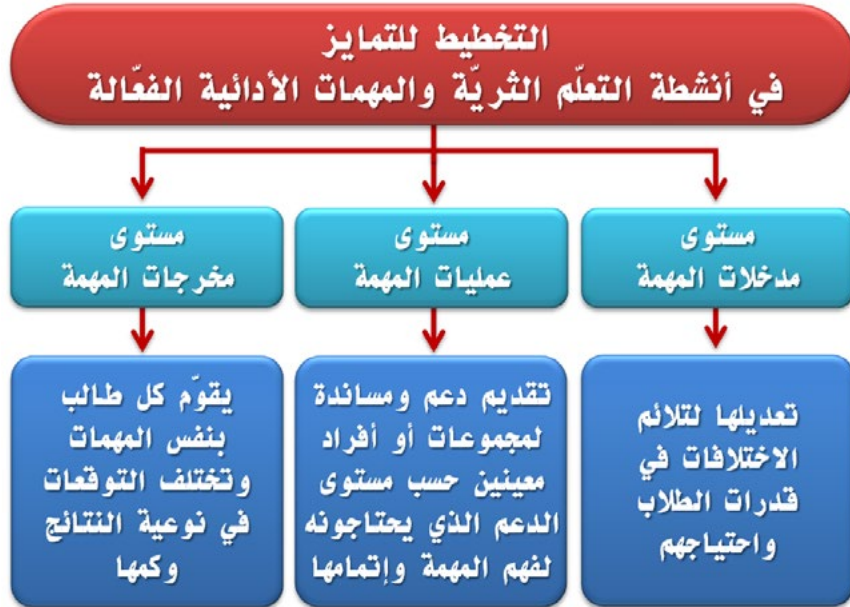 التخطيط للتمايز
في أنشطة التعلّم الثريّة والمهمات الأدائية الفعّالة
مستوى
مدخلات المهمة
مستوى
عمليات المهمة
مستوى
مخرجات المهمة
تعديلها لتلائم
الاختلافات في
قدرات الطلاب
واحتياجهم
تقديم دعم ومساندة
لمجموعات أو أفراد
معينين حسب مستوى
الدعم الذي يحتاجونه
لفهم المهمة وإتمامها
يقوّم كل طالب
بنفس المهمات
وتختلف التوقعات
في نوعية النتائج
وكمها